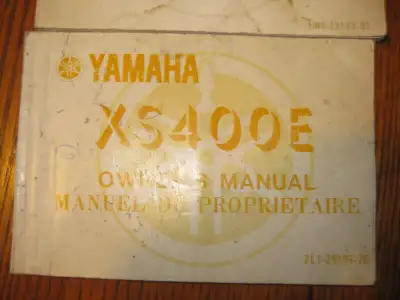 YAMAHA
XS400E
OWNER'S MANUAL
MANUEL DU PROPRIETAIRE